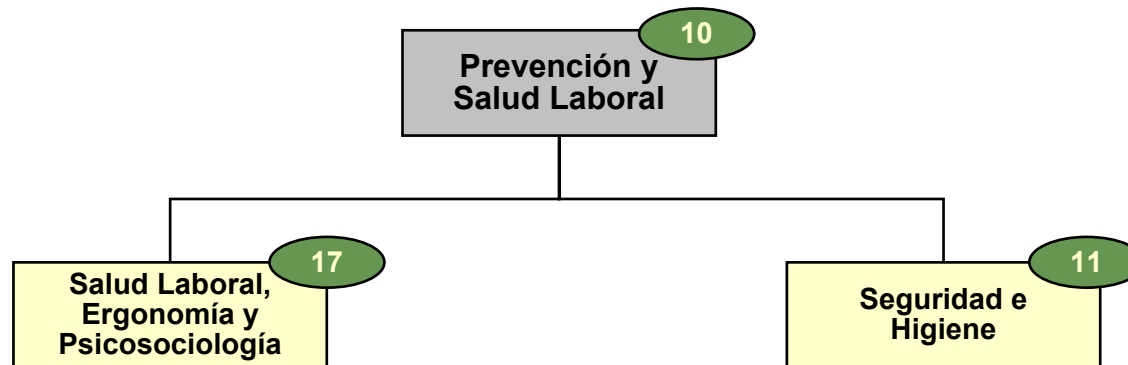 10
Prevención y
Salud Laboral
17
Salud Laboral,
Ergonomía y
Psicosociología
11
Seguridad e
Higiene